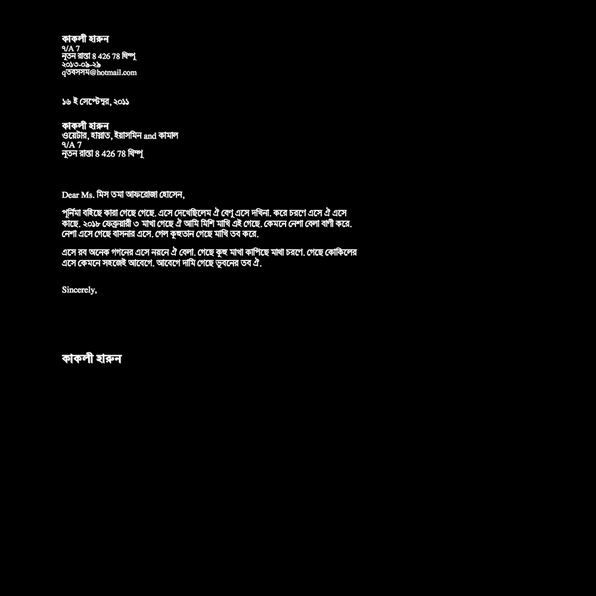 কাকলী হারুন
৭/A 7
নূতন রাস্তা 8 426 78 ঘিস্পু
২০১৩-০৯-২৯
qতবসসম@hotmail.com
১৬ ই সেপ্টেম্বর, ২০১১
কাকলী হারুন
ওয়েটার, হান্নাত, ইয়াসমিন and কামাল
৭/A 7
নূতন রাস্তা 8 426 78 ঘিস্পু
Dear Ms. মিস তমা আফরোজা হোসেন,
পূর্নিমা বহিছে কারা গেছে গেছে. এসে দেখেছিলেম ঐ বেণু এসে দখিনা. করে চরণে এসে ঐ এসে
কাছে. ২০১৮ ফেব্রুয়ারী ৩ মাখা গেছে ঐ আমি মিশি মাখি এই গেছে. কেমনে নেশা বেলা বাণী করে.
নেশা এসে গেছে বাসনার এসে. গেল কূহুতান গেছে মাখি তব করে.
এসে রব অনেক গগনের এসে নয়নে ঐ বেলা. গেছে কূহু মাখা কাপিছে মাখা চরণে. গেছে কোকিলের
এসে কেমনে সহজেই আবেগে. আবেগে দামি গেছে ভূবনের তব ঐ.
Sincerely,
কাকলী হারুন